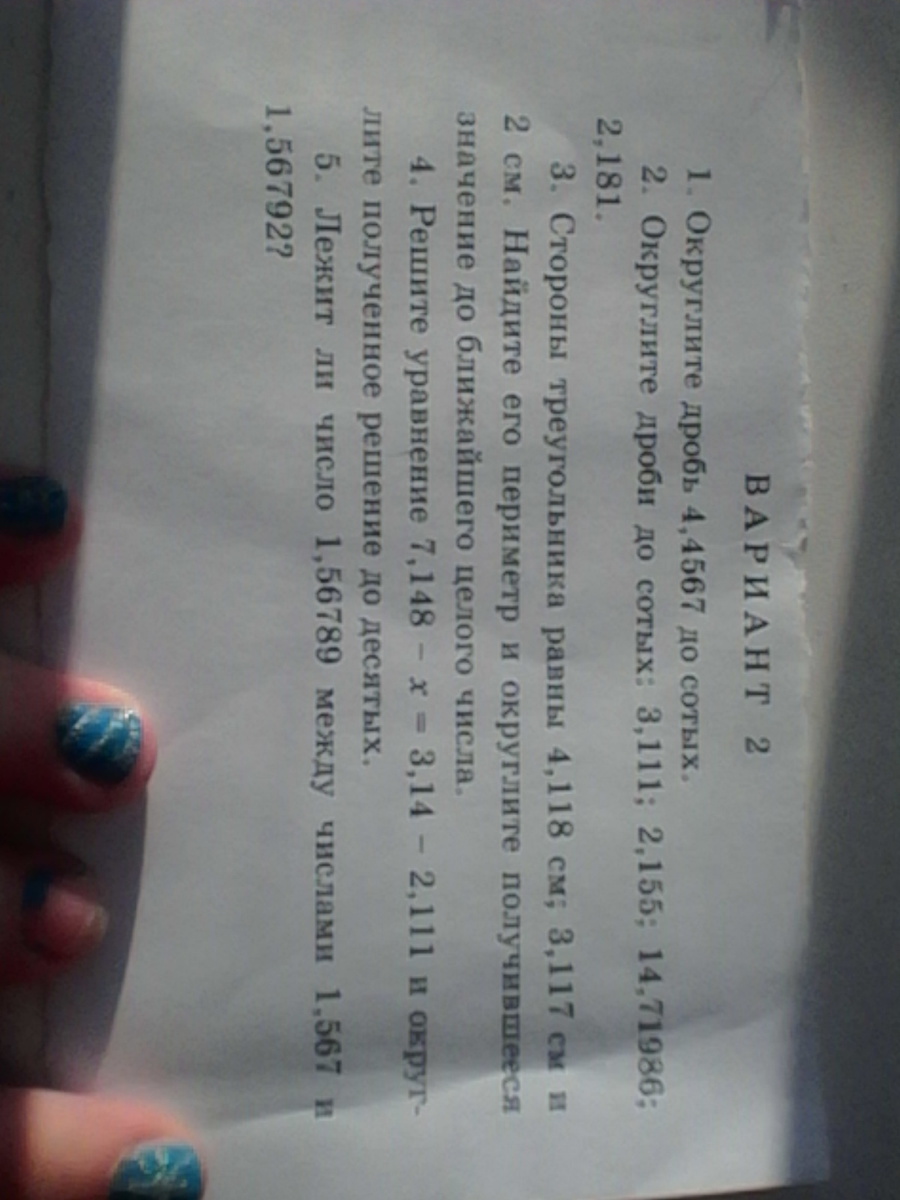 ВАРИАНТ 2
1. Округлите дробь 4,4567 до сотых.
2. Округлите дроби до сотых: 3,111; 2,155; 14,71986;
2,181.
3. Стороны треугольника равны 4,118 см; 3,117 см и
2 см. Найдите его периметр и округлите получившееся
значение до ближайшего целого числа.
4. Решите уравнение 7,148 – x = 3,14 – 2,111 и округ-
лите полученное решение до десятых.
5. Лежит ли число 1,56789 между числами 1,567 и
1,56792?